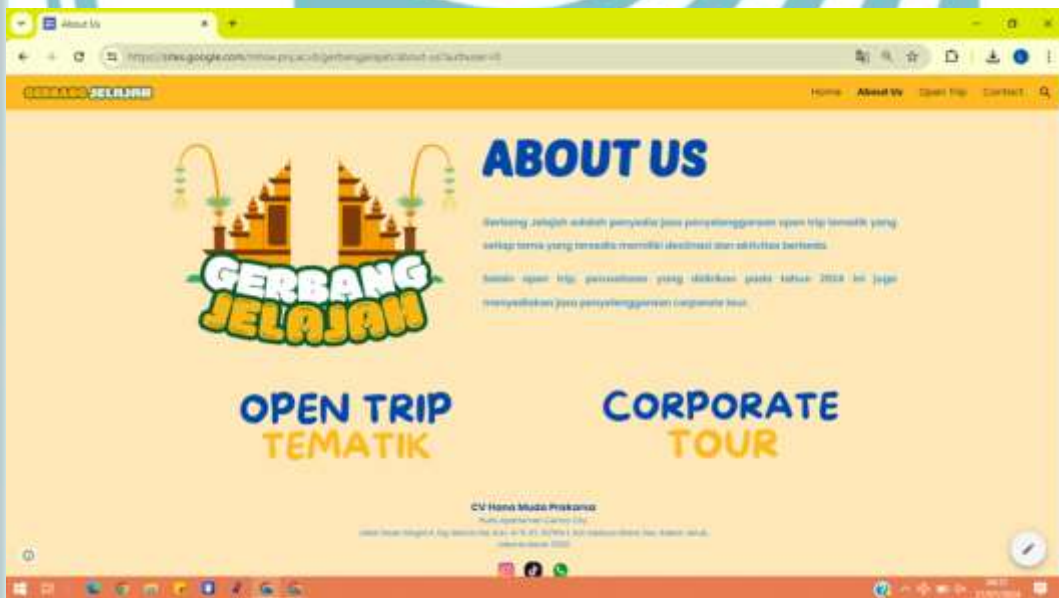 About Us
GERBANG JELAJAH
Home About Us Open Trip Contact
GERBANG
JELAJAH
ABOUT US
Gerbang Jelajah adalah penyedia jasa penyelenggaraan open trip tematik yang
setiap tema yang tersedia memiliki destinasi dan aktivitas berbeda.
Selain open trip, perusahaan yang didirikan pada tahun 2024 ini juga
menyediakan jasa penyelenggaraan corporate tour.
OPEN TRIP
TEMATIK
CORPORATE
TOUR
CV Hana Muda Prakarsa